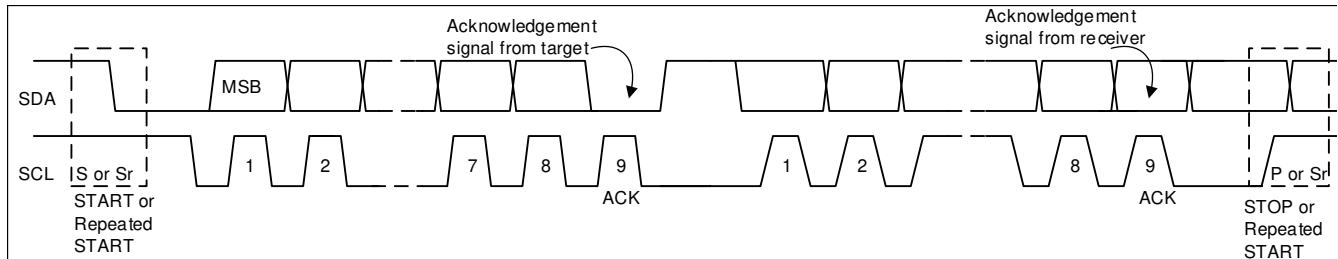 Acknowledgement
signal from target
Acknowledgement
signal from receiver
SDA
MSB
SCL
S or Sr
1
2
7
8
9
1
2
8
9
P or Sr
ACK
ACK
START or
Repeated
START
STOP or
Repeated
START